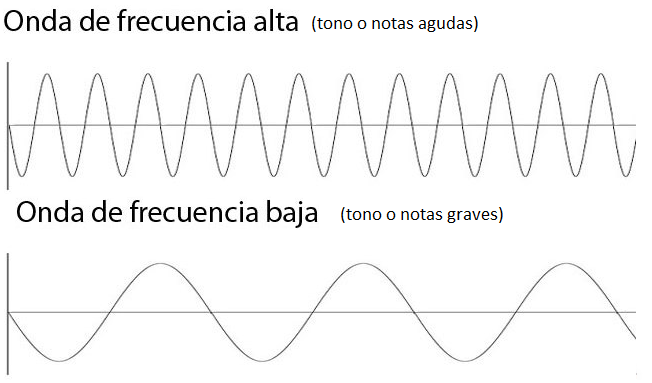 Onda de frecuencia alta (tono o notas agudas)
Onda de frecuencia baja (tono o notas graves)